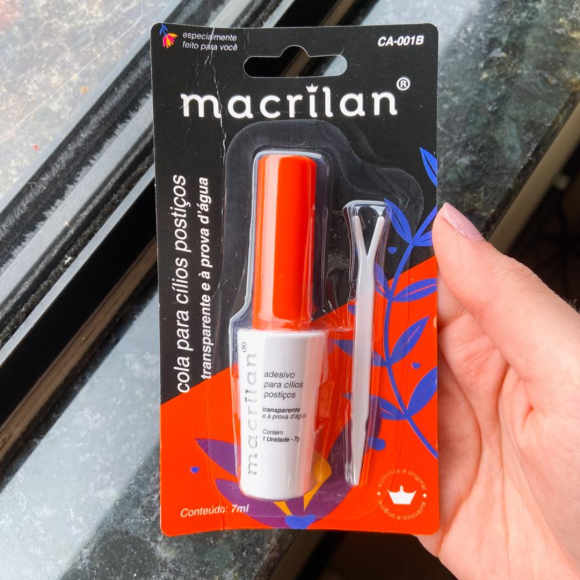 especialmente
feito para você
CA-001B
macrilan®
cola para cílios postiços
transparente e à prova d'água
macrilan®
adesivo
para cílios
postiços
transparente
e à prova d'água
Contém
1 Unidade - 7g
Conteúdo: 7ml